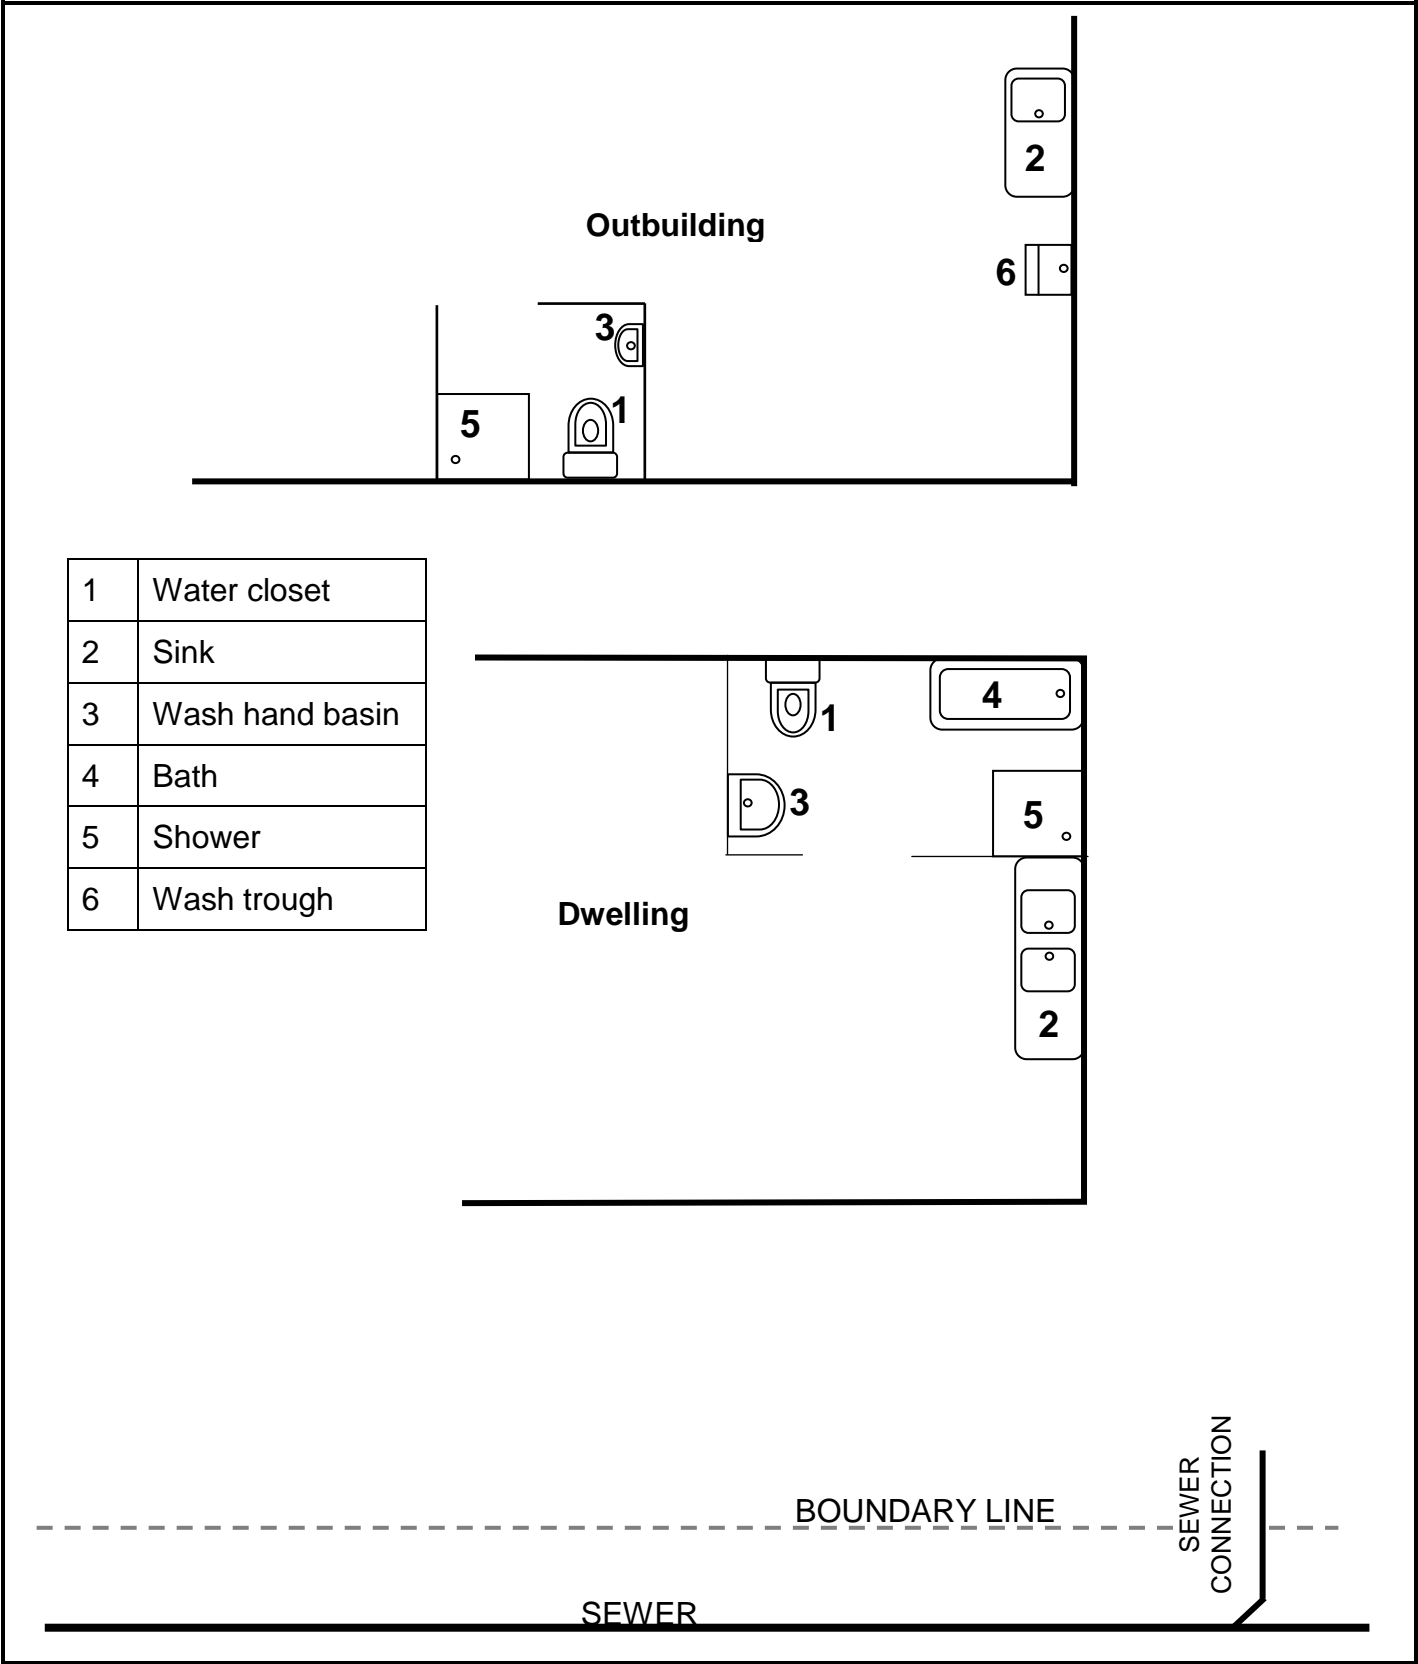 2
Outbuilding
6
3
1
5
1 Water closet
2 Sink
3 Wash hand basin
4 Bath
5 Shower
6 Wash trough
4
1
3
5
Dwelling
2
BOUNDARY LINE
SEWER
CONNECTION
SEWER